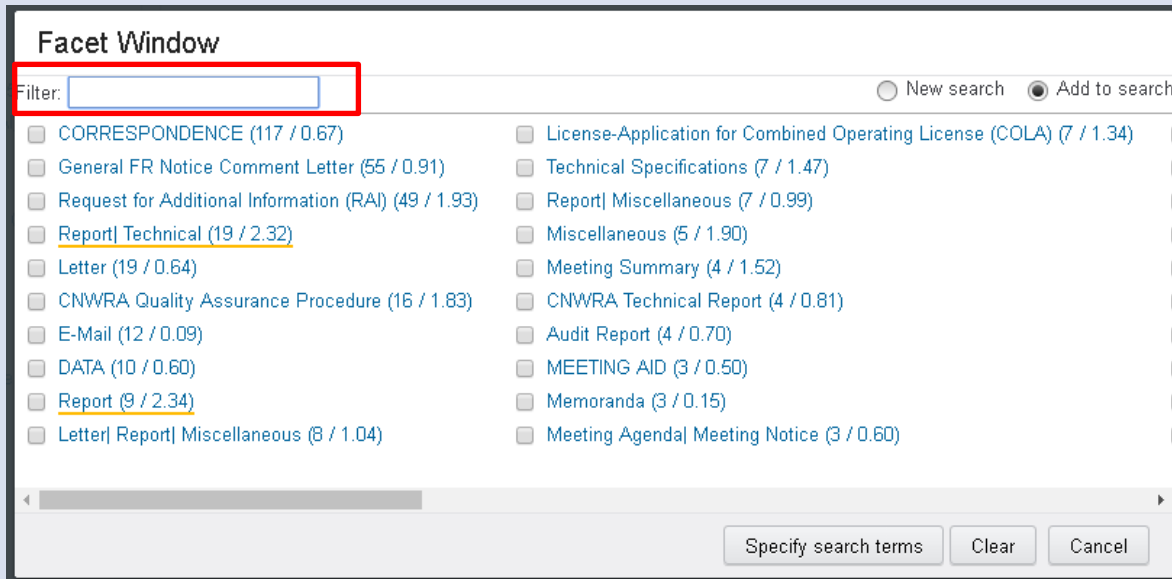 Facet Window
Filter:
New search Add to search
CORRESPONDENCE (117 / 0.67)
General FR Notice Comment Letter (55 / 0.91)
Request for Additional Information (RAI) (49 / 1.93)
Report| Technical (19 / 2.32)
Letter (19 / 0.64)
CNWRA Quality Assurance Procedure (16 / 1.83)
E-Mail (12 / 0.09)
DATA (10 / 0.60)
Report (9 / 2.34)
Letter| Report| Miscellaneous (8 / 1.04)
License-Application for Combined Operating License (COLA) (7 / 1.34)
Technical Specifications (7 / 1.47)
Report| Miscellaneous (7 / 0.99)
Miscellaneous (5 / 1.90)
Meeting Summary (4 / 1.52)
CNWRA Technical Report (4 / 0.81)
Audit Report (4 / 0.70)
MEETING AID (3 / 0.50)
Memoranda (3 / 0.15)
Meeting Agenda| Meeting Notice (3 / 0.60)
Specify search terms Clear Cancel